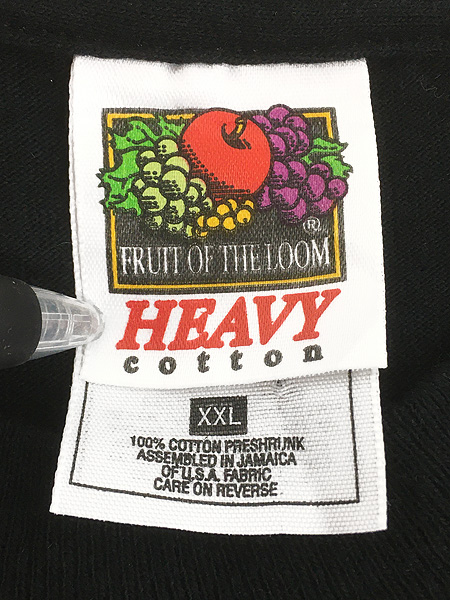 ®
FRUIT OF THE LOOM
HEAVY
cotton
XXL
100% COTTON PRESHRUNK
ASSEMBLED IN JAMAICA
OF U.S.A. FABRIC
CARE ON REVERSE